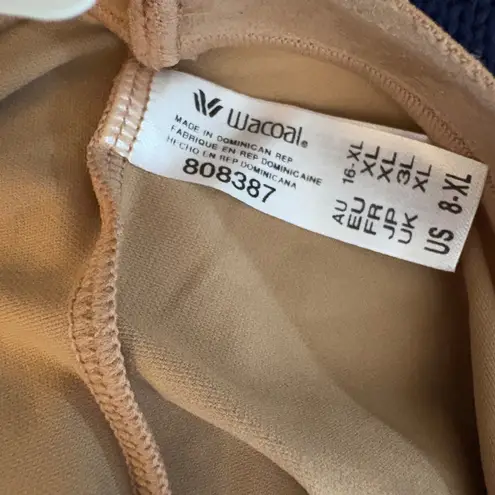 Wacoal®
MADE IN DOMINICAN REP
FABRIQUE EN REP DOMINICAINE
HECHO EN REP DOMINICANA
808387
AU 16-XL
EU XL
FR XL
JP 3L
UK XL
US 8-XL